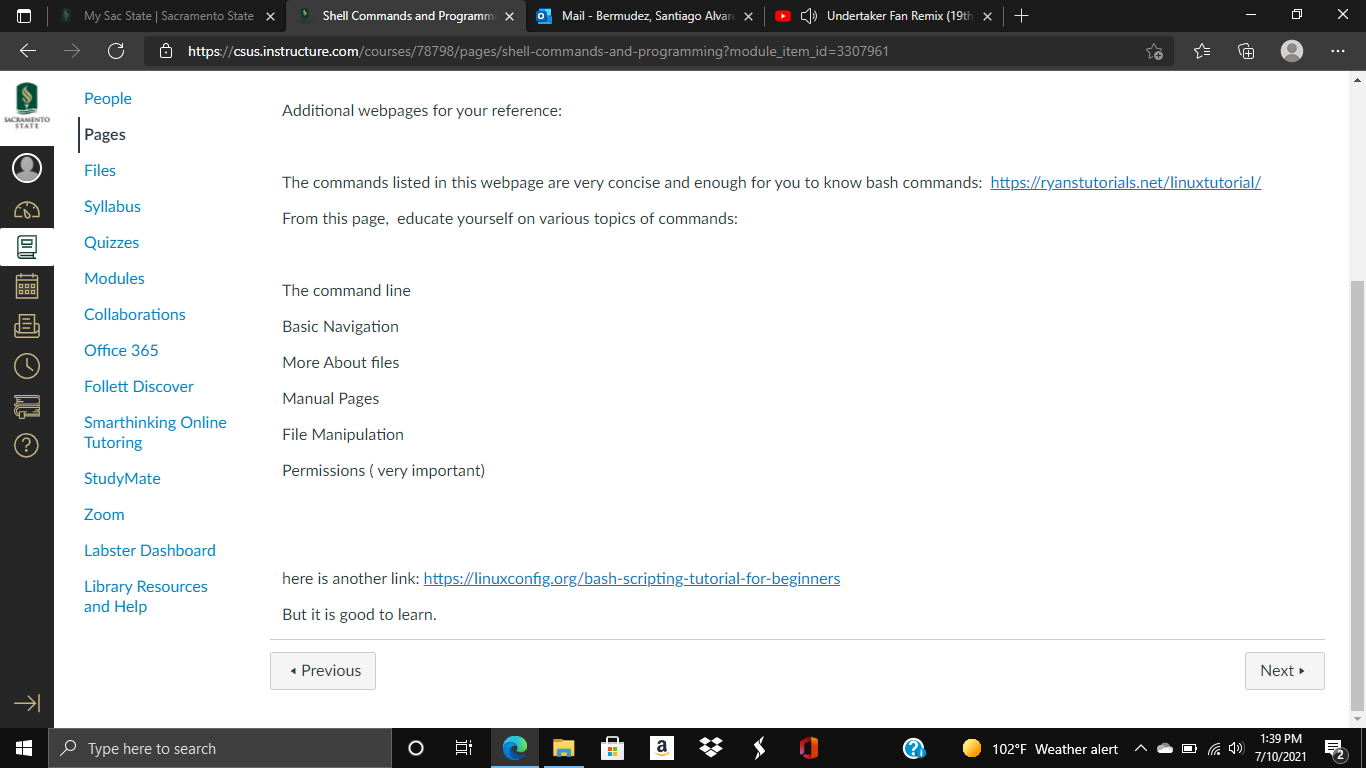 My Sac State | Sacramento State
Shell Commands and Programm
Mail - Bermudez, Santiago Alvar
Undertaker Fan Remix (19th
https://csus.instructure.com/courses/78798/pages/shell-commands-and-programming?module_item_id=3307961
SACRAMENTO
STATE
People
Pages
Files
Syllabus
Quizzes
Modules
Collaborations
Office 365
Follett Discover
Smarthinking Online
Tutoring
StudyMate
Zoom
Labster Dashboard
Library Resources
and Help
Additional webpages for your reference:
The commands listed in this webpage are very concise and enough for you to know bash commands:  https://ryanstutorials.net/linuxtutorial/
From this page,  educate yourself on various topics of commands:
The command line
Basic Navigation
More About files
Manual Pages
File Manipulation
Permissions ( very important)
here is another link: https://linuxconfig.org/bash-scripting-tutorial-for-beginners
But it is good to learn.
Previous
Next
Type here to search
102°F Weather alert
1:39 PM
7/10/2021
2